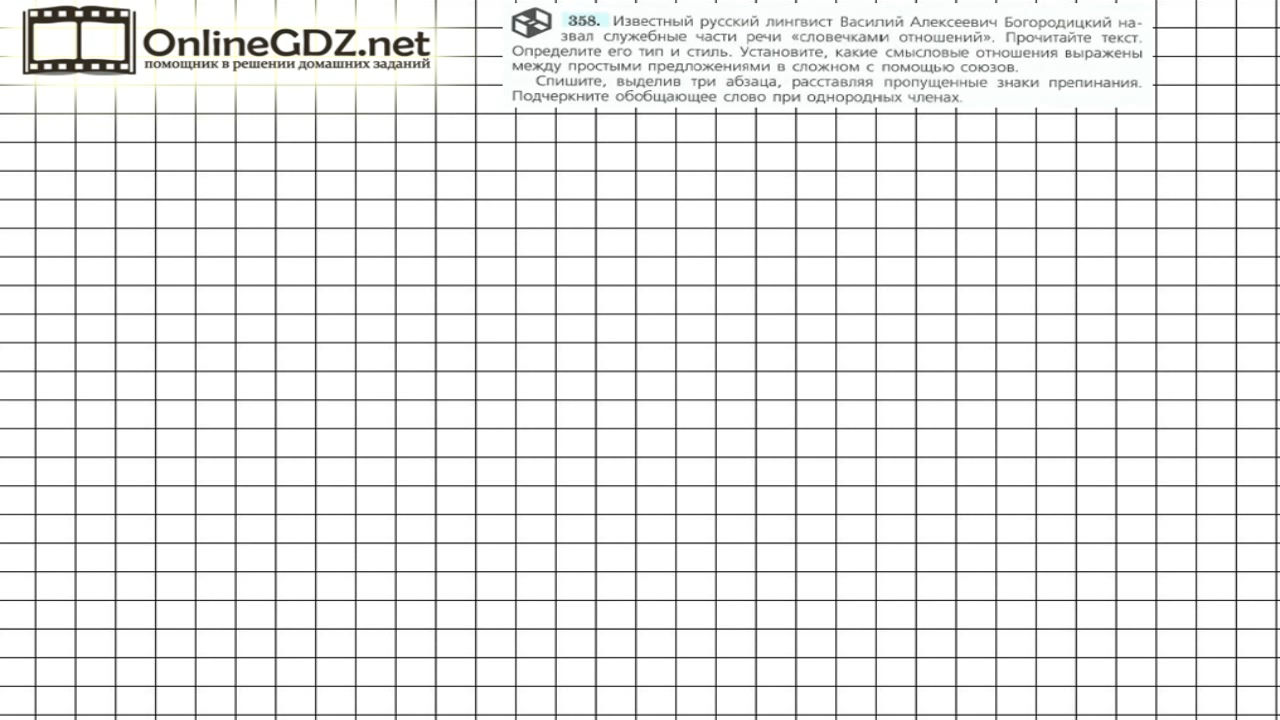 OnlineGDZ.net
помощник в решении домашних заданий
358. Известный русский лингвист Василий Алексеевич Богородицкий на-
звал служебные части речи «словечками отношений». Прочитайте текст.
Определите его тип и стиль. Установите, какие смысловые отношения выражены
между простыми предложениями в сложном с помощью союзов.
Спишите, выделив три абзаца, расставляя пропущенные знаки препинания.
Подчеркните обобщающее слово при однородных членах.